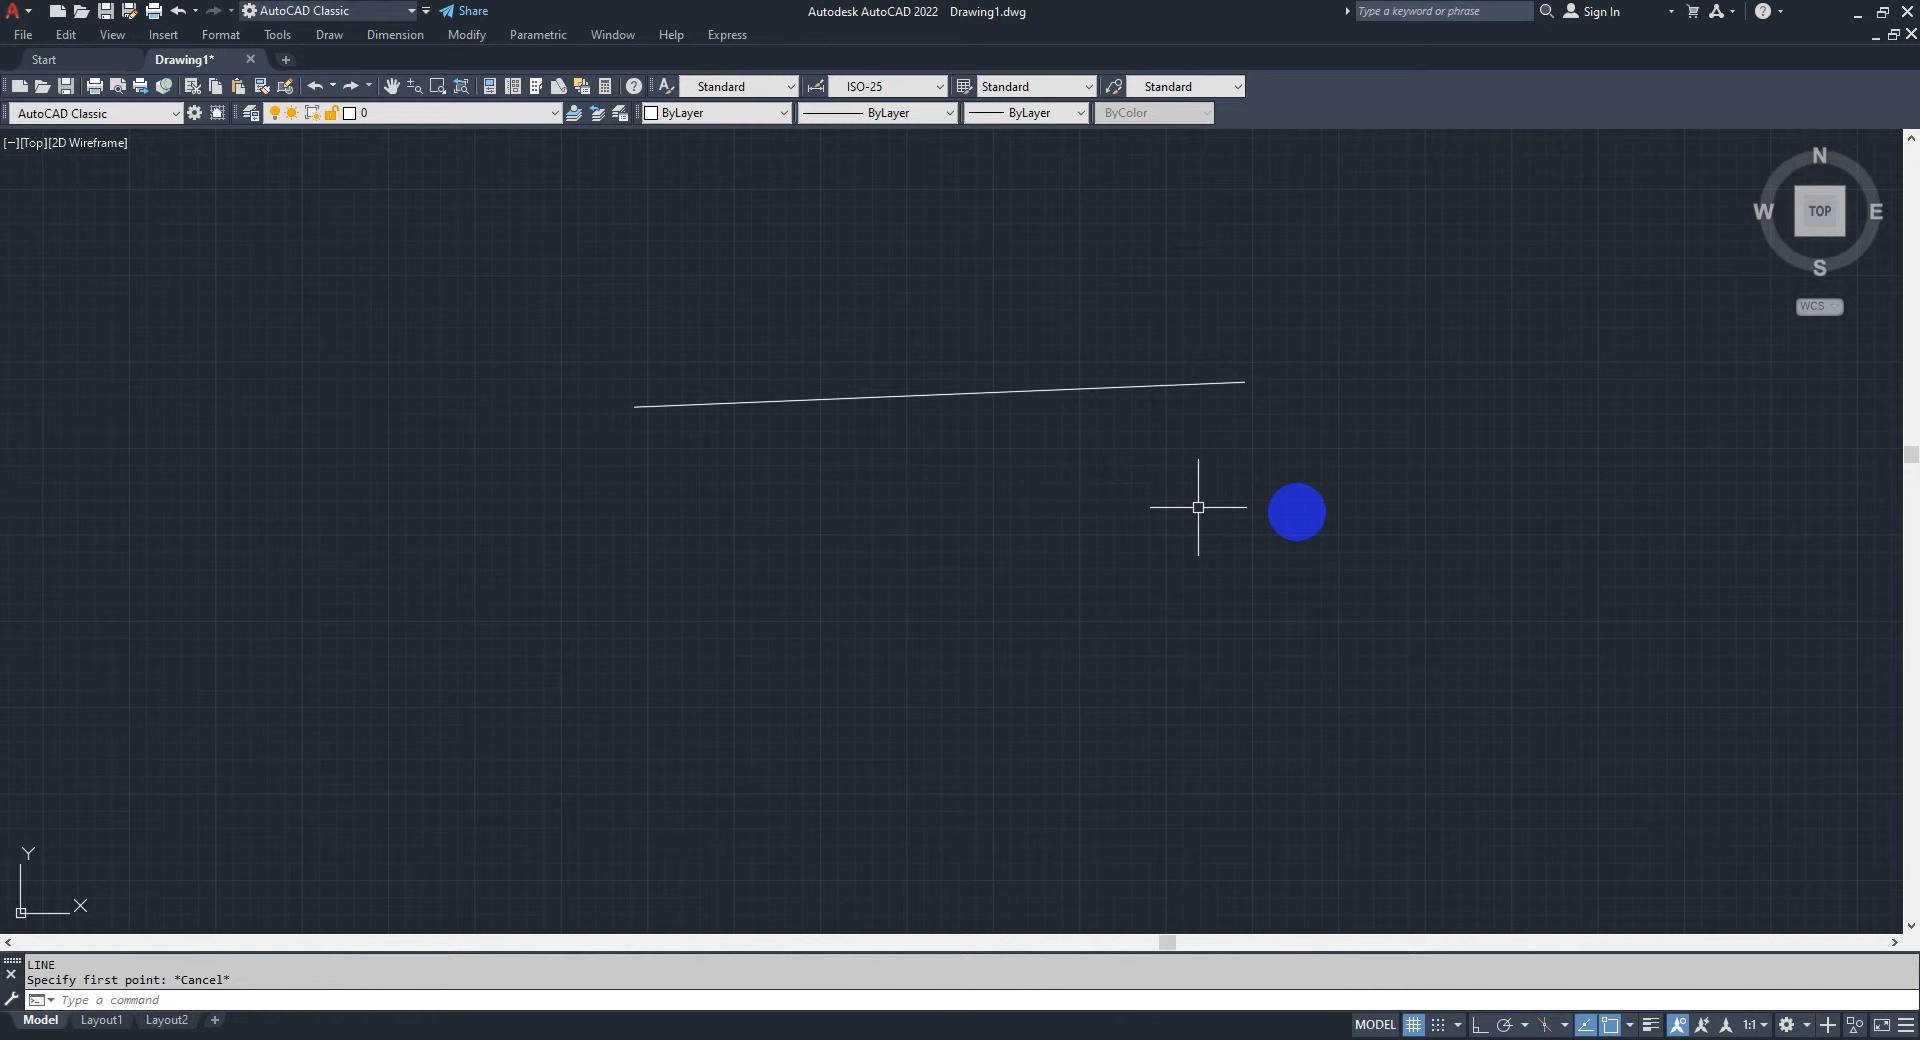 AutoCAD Classic Share Autodesk AutoCAD 2022 Drawing1.dwg Type a keyword or phrase Sign In
File Edit View Insert Format Tools Draw Dimension Modify Parametric Window Help Express
Start Drawing1*
Standard ISO-25 Standard Standard
AutoCAD Classic 0 ByLayer ByLayer ByLayer ByColor
[−][Top][2D Wireframe]
N
W TOP E
S
WCS
Y
X
LINE
Specify first point: *Cancel*
Type a command
Model Layout1 Layout2 + MODEL 1:1